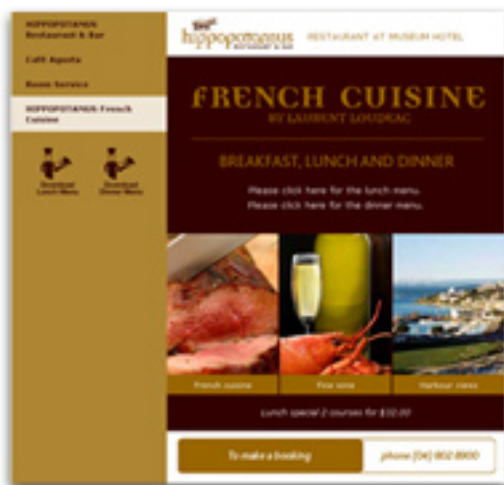 HIPPOPOTAMUS
Restaurant & Bar
Café Agosta
Room Service
HIPPOPOTAMUS French
Cuisine
Download
Lunch Menu
Download
Dinner Menu
hippopotamus
RESTAURANT & BAR
RESTAURANT AT MUSEUM HOTEL
FRENCH CUISINE
BY LAURENT LOUDEAC
BREAKFAST, LUNCH AND DINNER
Please click here for the lunch menu.
Please click here for the dinner menu.
French cuisine
Fine wine
Harbour views
Lunch special 2 courses for $32.00
To make a booking
phone (04) 802 8900